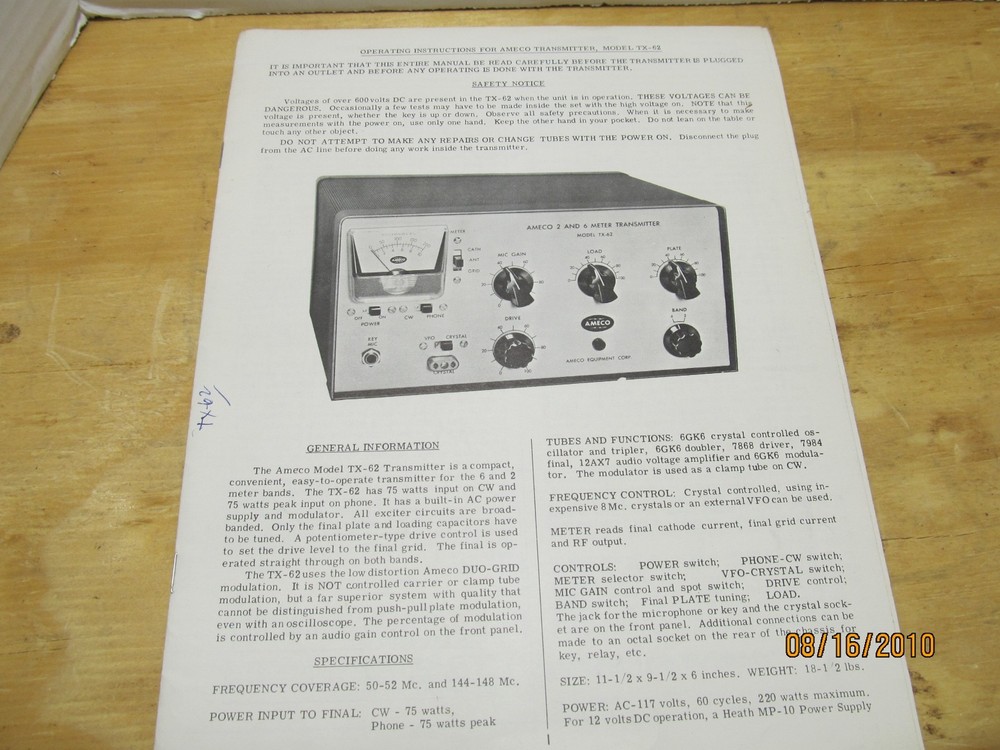 OPERATING INSTRUCTIONS FOR AMECO TRANSMITTER, MODEL TX-62
IT IS IMPORTANT THAT THIS ENTIRE MANUAL BE READ CAREFULLY BEFORE THE TRANSMITTER IS PLUGGED
INTO AN OUTLET AND BEFORE ANY OPERATING IS DONE WITH THE TRANSMITTER.
SAFETY NOTICE
Voltages of over 600 volts DC are present in the TX-62 when the unit is in operation. THESE VOLTAGES CAN BE
DANGEROUS. Occasionally a few tests may have to be made inside the set with the high voltage on. NOTE that this
voltage is present, whether the key is up or down. Observe all safety precautions. When it is necessary to make
measurements with the power on, use only one hand. Keep the other hand in your pocket. Do not lean on the table or
touch any other object.
DO NOT ATTEMPT TO MAKE ANY REPAIRS OR CHANGE TUBES WITH THE POWER ON. Disconnect the plug
from the AC line before doing any work inside the transmitter.
AMECO 2 AND 6 METER TRANSMITTER
MODEL TX-62
METER
GRID
MIC GAIN
LOAD
PLATE
OFF ON CW PHONE
POWER
DRIVE
BAND
KEY
MIC
VFO CRYSTAL
CRYSTAL
AMECO
AMECO EQUIPMENT CORP
TX-62
GENERAL INFORMATION
The Ameco Model TX-62 Transmitter is a compact,
convenient, easy-to-operate transmitter for the 6 and 2
meter bands. The TX-62 has 75 watts input on CW and
75 watts peak input on phone. It has a built-in AC power
supply and modulator. All exciter circuits are broad-
banded. Only the final plate and loading capacitors have
to be tuned. A potentiometer-type drive control is used
to set the drive level to the final grid. The final is op-
erated straight through on both bands.
The TX-62 uses the low distortion Ameco DUO-GRID
modulation. It is NOT controlled carrier or clamp tube
modulation, but a far superior system with quality that
cannot be distinguished from push-pull plate modulation,
even with an oscilloscope. The percentage of modulation
is controlled by an audio gain control on the front panel.
SPECIFICATIONS
FREQUENCY COVERAGE: 50-52 Mc. and 144-148 Mc.
POWER INPUT TO FINAL: CW - 75 watts,
Phone - 75 watts peak
TUBES AND FUNCTIONS: 6GK6 crystal controlled os-
cillator and tripler, 6GK6 doubler, 7868 driver, 7984
final, 12AX7 audio voltage amplifier and 6GK6 modula-
tor. The modulator is used as a clamp tube on CW.
FREQUENCY CONTROL: Crystal controlled, using in-
expensive 8 Mc. crystals or an external VFO can be used.
METER reads final cathode current, final grid current
and RF output.
CONTROLS: POWER switch; PHONE-CW switch;
METER selector switch; VFO-CRYSTAL switch;
MIC GAIN control and spot switch; DRIVE control;
BAND switch; Final PLATE tuning; LOAD.
The jack for the microphone or key and the crystal sock-
et are on the front panel. Additional connections can be
made to an octal socket on the rear of the chassis for
key, relay, etc.
SIZE: 11-1/2 x 9-1/2 x 6 inches. WEIGHT: 18-1/2 lbs.
POWER: AC-117 volts, 60 cycles, 220 watts maximum.
For 12 volts DC operation, a Heath MP-10 Power Supply
08/16/2010